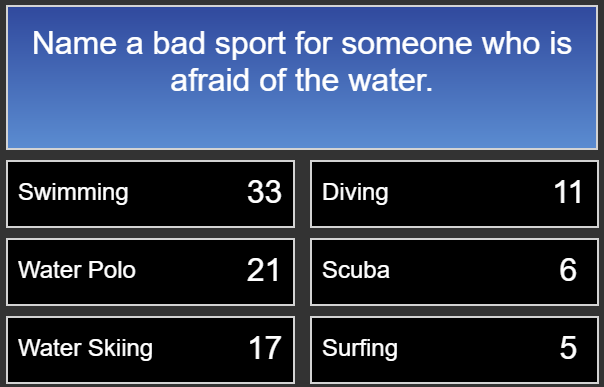 Name a bad sport for someone who is
afraid of the water.
Swimming 33
Diving 11
Water Polo 21
Scuba 6
Water Skiing 17
Surfing 5